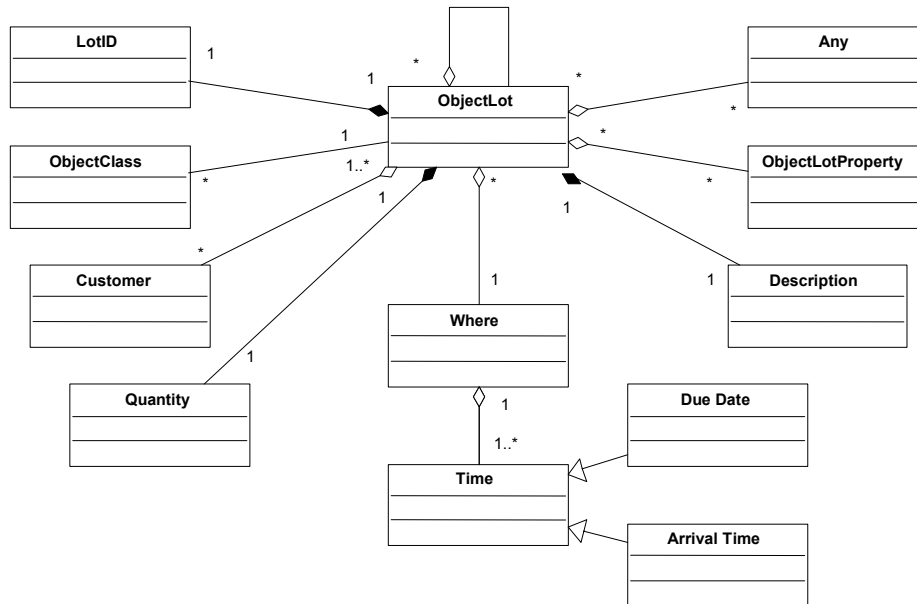 LotID
1
*
1
ObjectLot
*
Any
*
ObjectClass
*
1
1..*
*
ObjectLotProperty
*
1
*
1
Customer
*
1
Where
1
Description
Quantity
1
1
1..*
Due Date
Time
Arrival Time